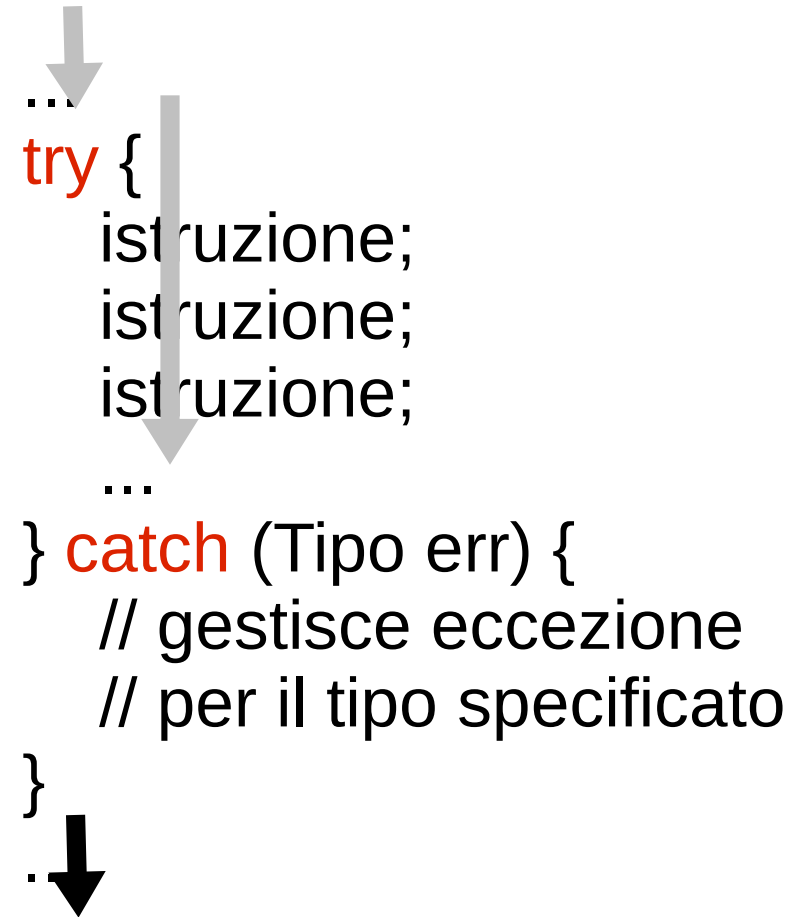 ...
try {
istruzione;
istruzione;
istruzione;
...
} catch (Tipo err) {
// gestisce eccezione
// per il tipo specificato
}
...